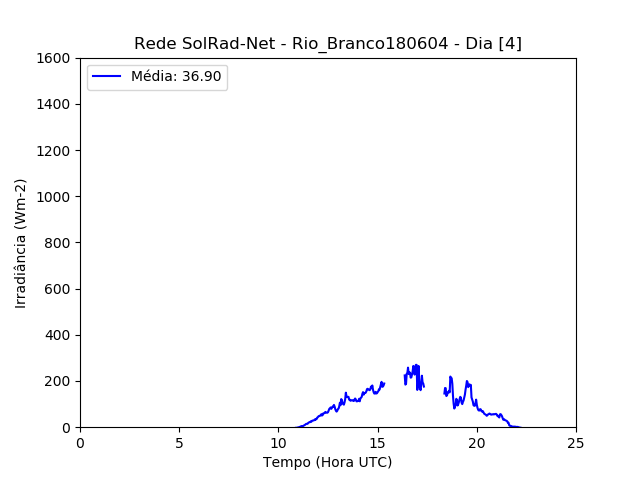 Rede SolRad-Net - Rio_Branco180604 - Dia [4]
Média: 36.90
1600
1400
1200
1000
800
600
400
200
0
Irradiância (Wm-2)
0 5 10 15 20 25
Tempo (Hora UTC)